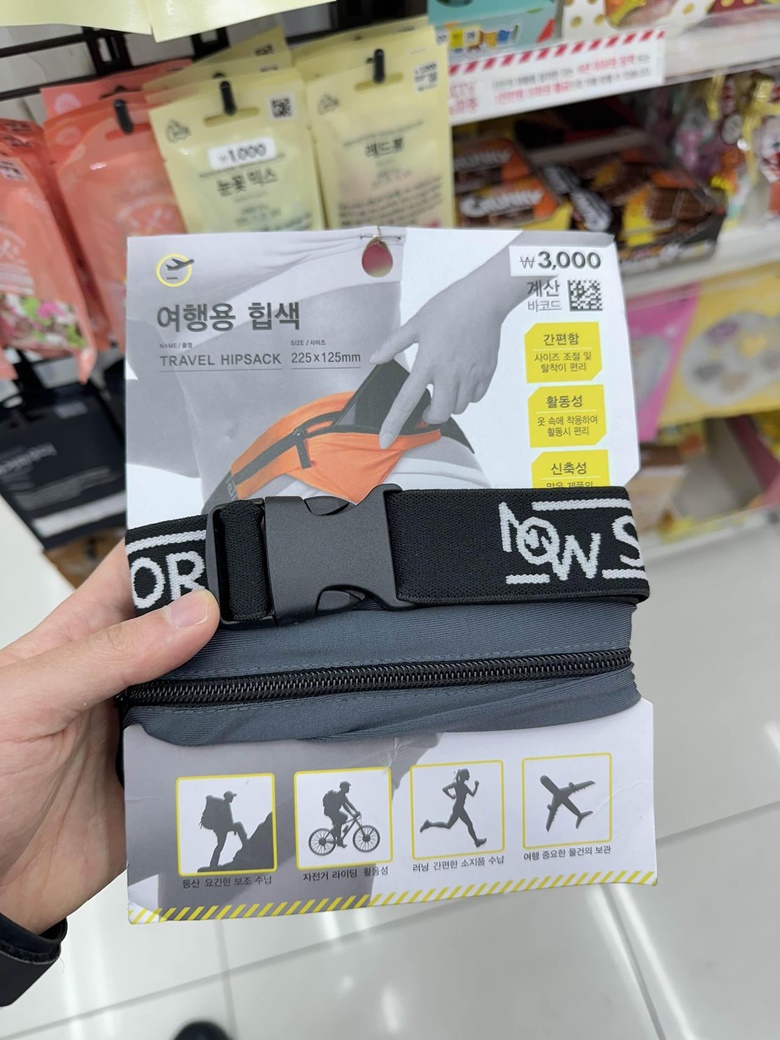 ₩1,000
눈꽃 믹스
레드롱
CRUNKY
₩3,000
계산
바코드
여행용 힙색
NAME / 품명
SIZE / 사이즈
TRAVEL HIPSACK
225x125mm
간편함
사이즈 조절 및
탈착이 편리
활동성
옷 속에 착용하여
활동시 편리
신축성
OR
NOW S
등산 요긴한 보조 수납
자전거 라이딩 활동성
러닝 간편한 소지품 수납
여행 중요한 물건의 보관